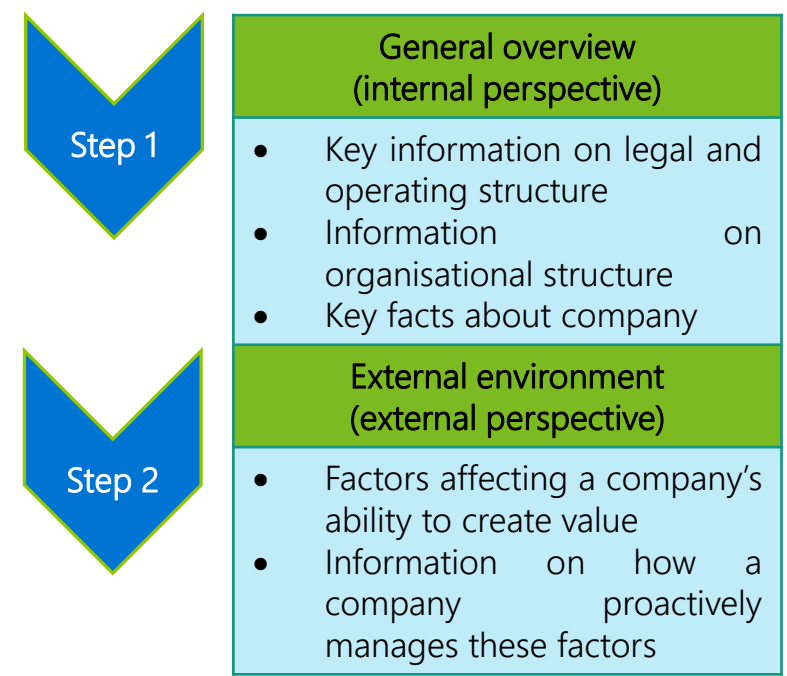 Step 1
General overview
(internal perspective)
• Key information on legal and
operating structure
• Information on
organisational structure
• Key facts about company
Step 2
External environment
(external perspective)
• Factors affecting a company's
ability to create value
• Information on how a
company proactively
manages these factors